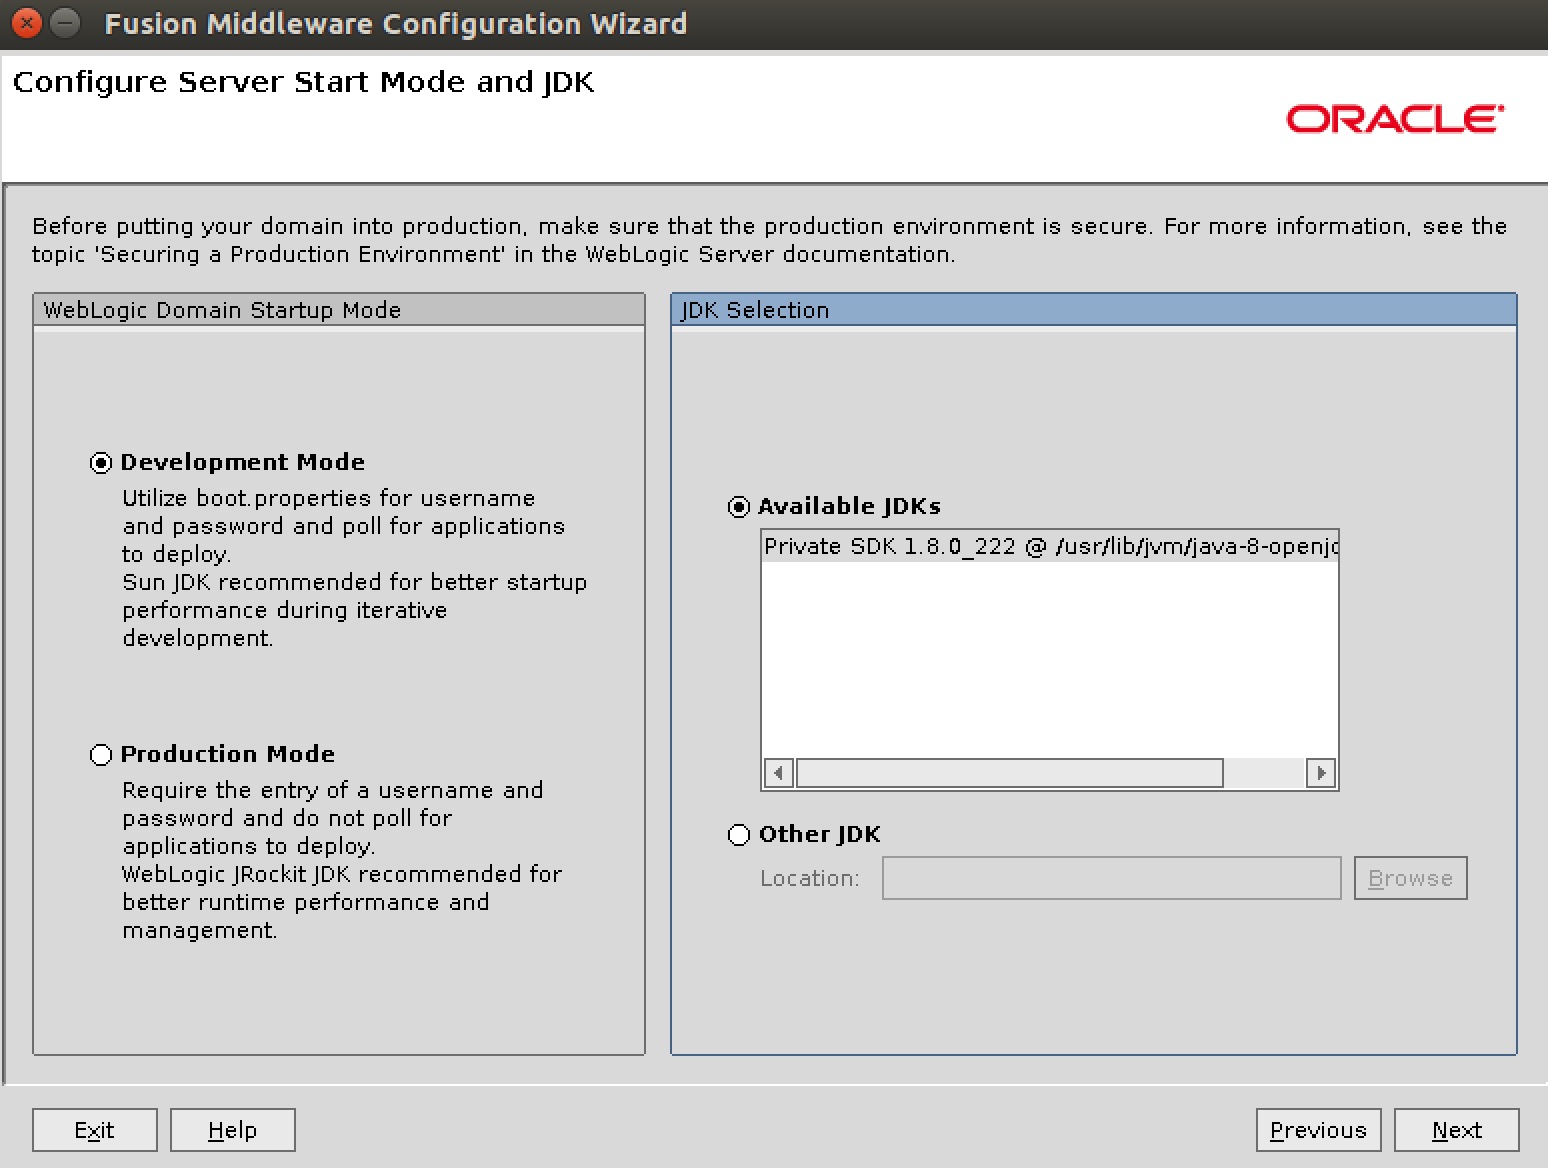 Fusion Middleware Configuration Wizard
Configure Server Start Mode and JDK
ORACLE
Before putting your domain into production, make sure that the production environment is secure. For more information, see the
topic 'Securing a Production Environment' in the WebLogic Server documentation.
WebLogic Domain Startup Mode
Development Mode
Utilize boot.properties for username
and password and poll for applications
to deploy.
Sun JDK recommended for better startup
performance during iterative
development.
Production Mode
Require the entry of a username and
password and do not poll for
applications to deploy.
WebLogic JRockit JDK recommended for
better runtime performance and
management.
JDK Selection
Available JDKs
Private SDK 1.8.0_222 @ /usr/lib/jvm/java-8-openjd
Other JDK
Location:
Browse
Exit
Help
Previous
Next